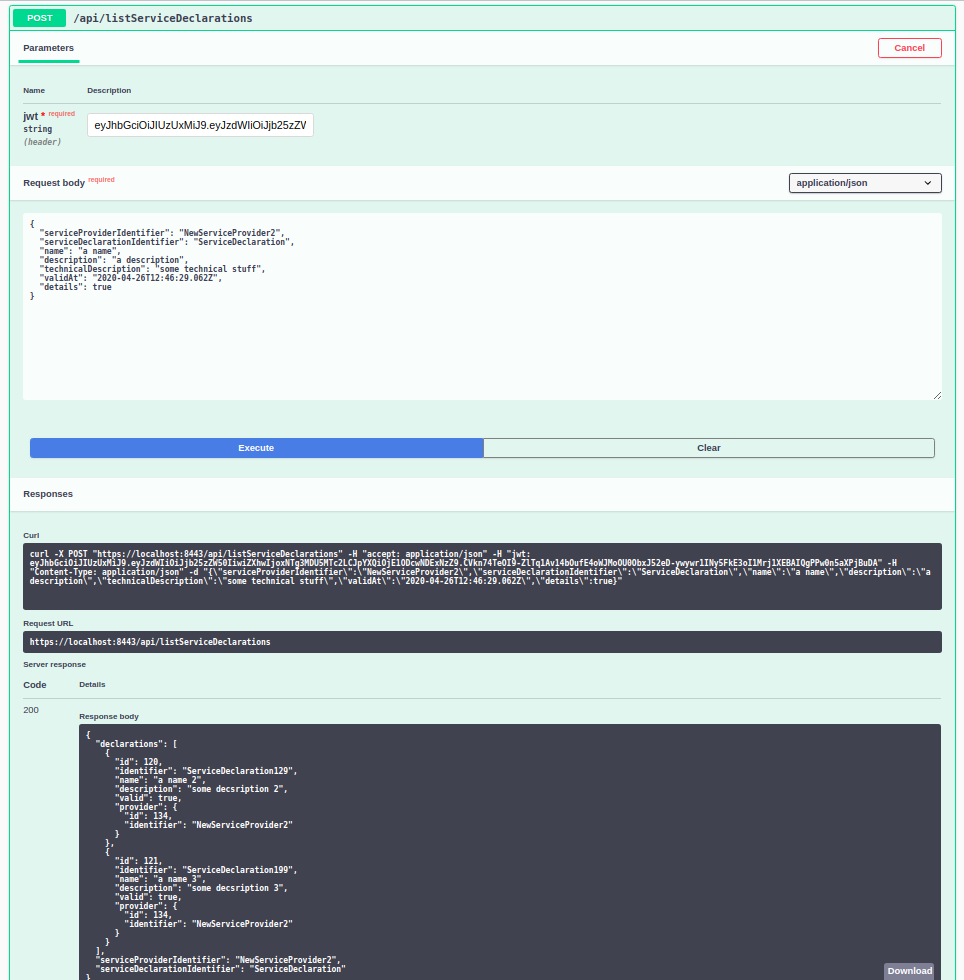 POST /api/listServiceDeclarations
Parameters
Cancel
Name Description
jwt * required
string
(header)
eyJhbGciOiJIUzUxMiJ9.eyJzdWIiOiJjb25zZV
Request body required
application/json
{
"serviceProviderIdentifier": "NewServiceProvider2",
"serviceDeclarationIdentifier": "ServiceDeclaration",
"name": "a name",
"description": "a description",
"technicalDescription": "some technical stuff",
"validAt": "2020-04-26T12:46:29.062Z",
"details": true
}
Execute Clear
Responses
Curl
curl -X POST "https://localhost:8443/api/listServiceDeclarations" -H "accept: application/json" -H "jwt:
"Content-Type: application/json" -d "{\"serviceProviderIdentifier\":\"NewServiceProvider2\",\"serviceDeclarationIdentifier\":\"ServiceDeclaration\",\"name\":\"a name\",\"description\":\"a
description\",\"technicalDescription\":\"some technical stuff\",\"validAt\":\"2020-04-26T12:46:29.062Z\",\"details\":true}"
Request URL
https://localhost:8443/api/listServiceDeclarations
Server response
Code Details
200
Response body
{
"declarations": [
{
"id": 120,
"identifier": "ServiceDeclaration129",
"name": "a name 2",
"description": "some decsription 2",
"valid": true,
"provider": {
"id": 134,
"identifier": "NewServiceProvider2"
}
},
{
"id": 121,
"identifier": "ServiceDeclaration199",
"name": "a name 3",
"description": "some decsription 3",
"valid": true,
"provider": {
"id": 134,
"identifier": "NewServiceProvider2"
}
}
],
"serviceProviderIdentifier": "NewServiceProvider2",
"serviceDeclarationIdentifier": "ServiceDeclaration"
}
Download